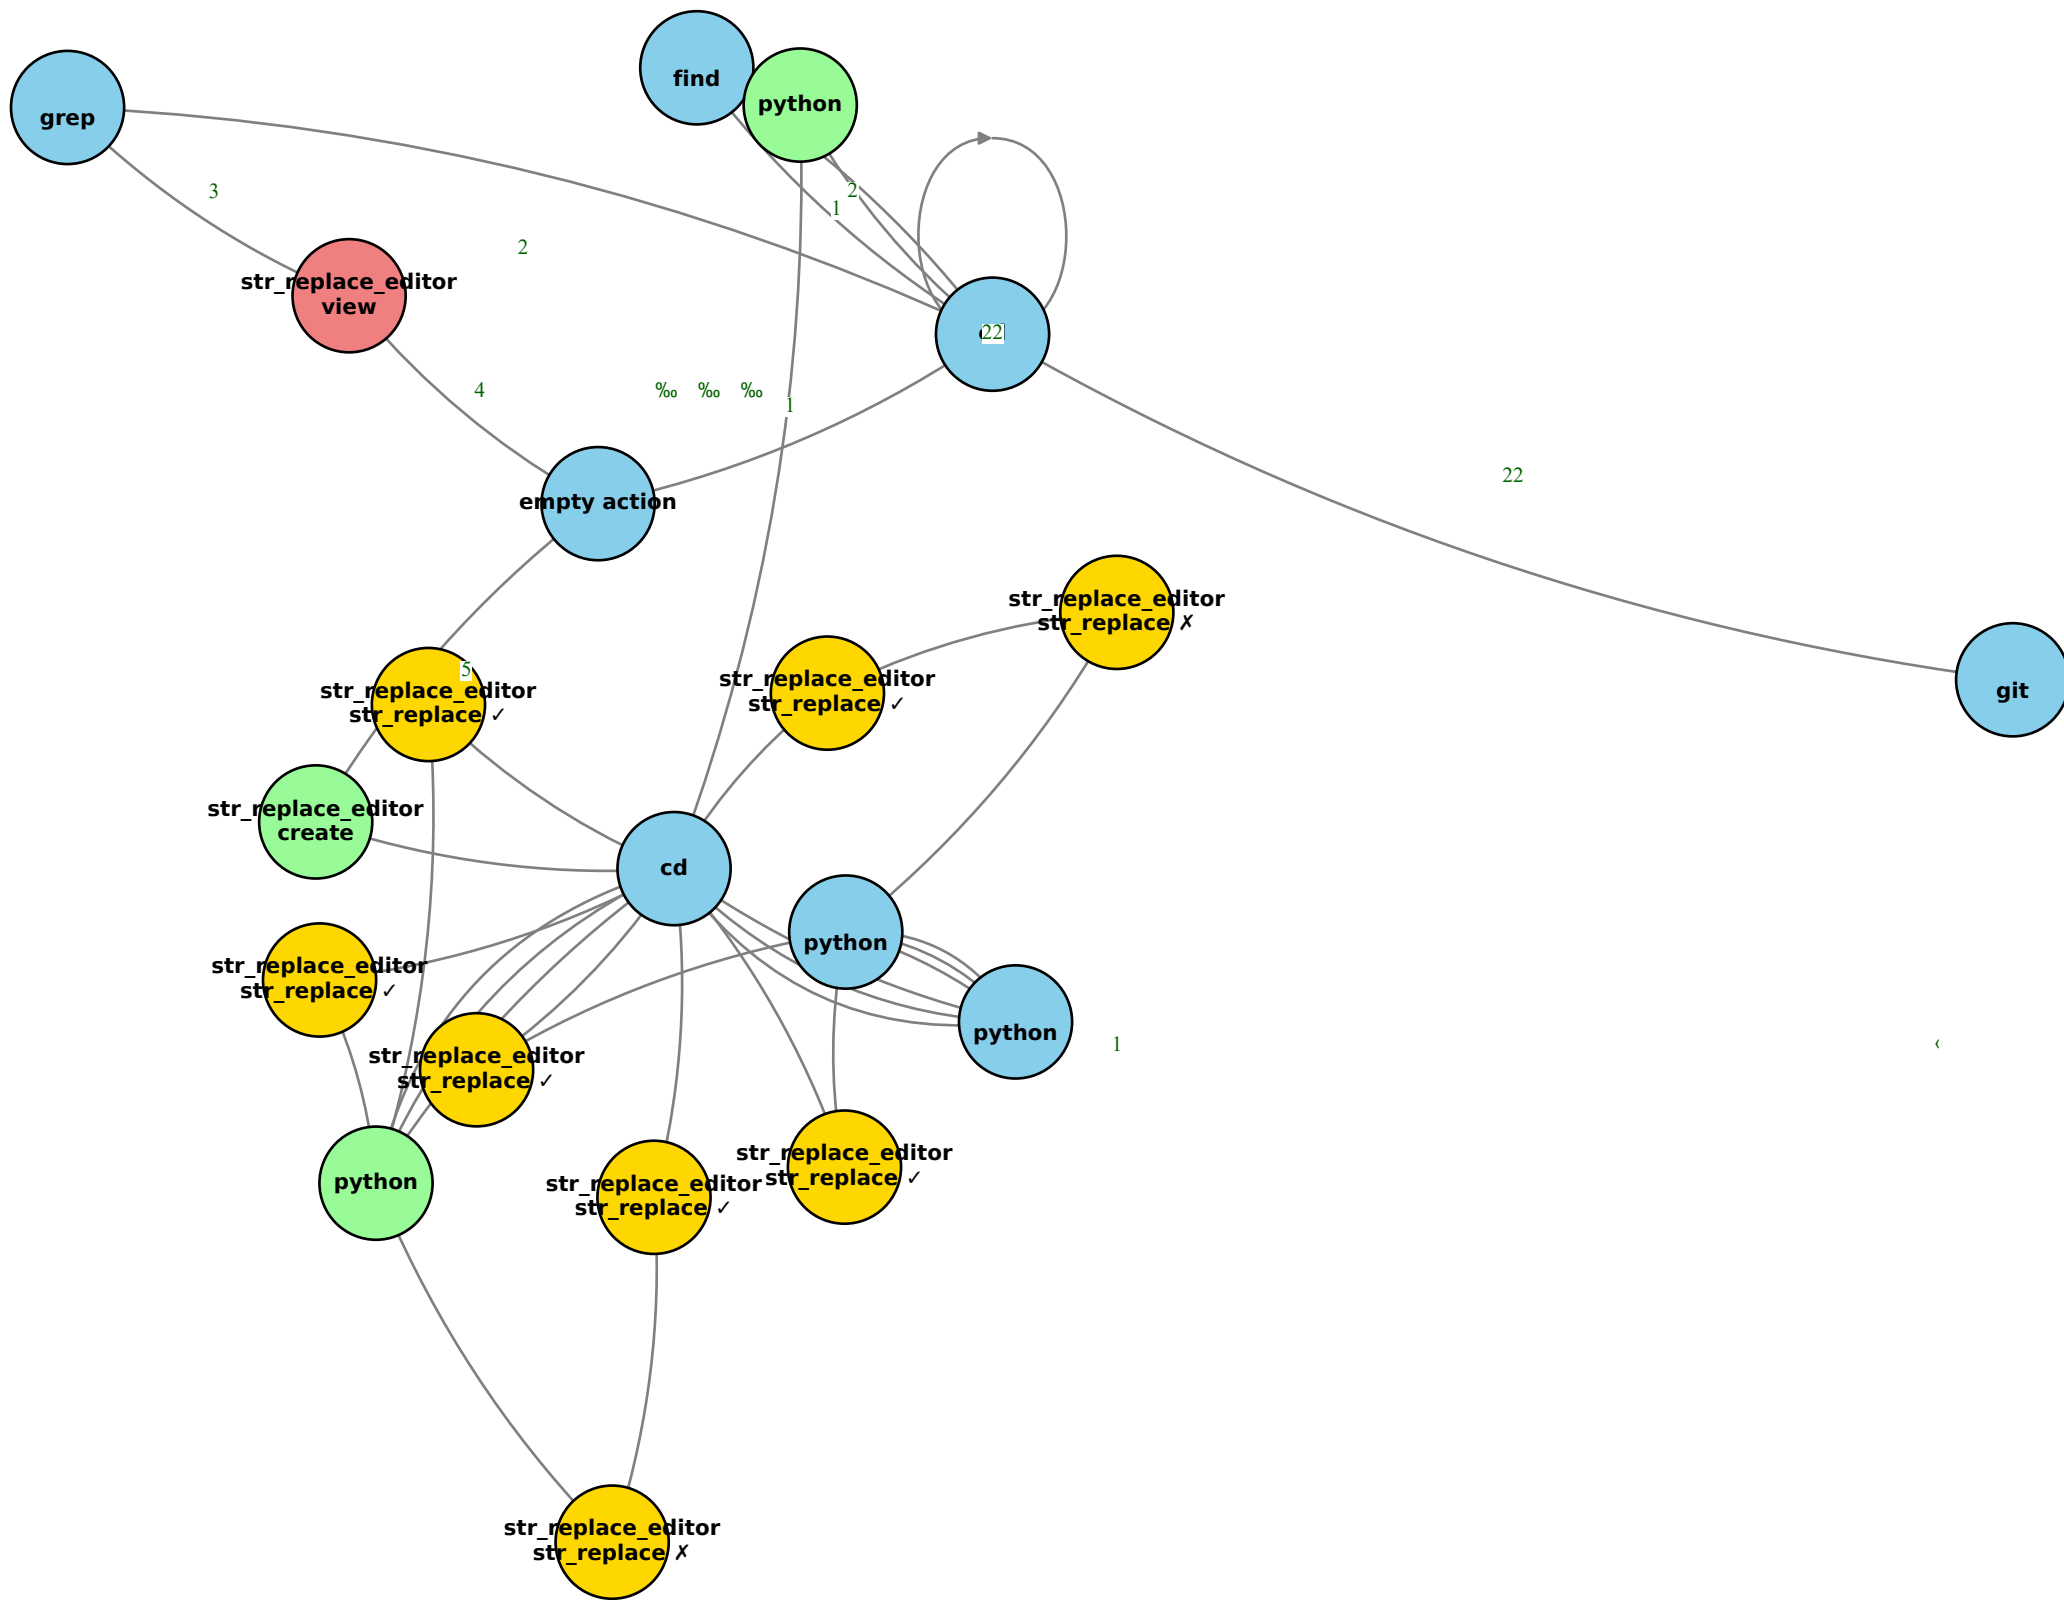 find
python
grep
3
2
1
2
str_replace_editor
view
22
4
‰ ‰ ‰
1
22
empty action
str_replace_editor
str_replace ✗
5
str_replace_editor
str_replace ✓
str_replace_editor
str_replace ✓
git
str_replace_editor
create
cd
python
str_replace_editor
str_replace ✓
python
1
str_replace_editor
str_replace ✓
python
str_replace_editor
str_replace ✓
str_replace_editor
str_replace ✓
str_replace_editor
str_replace ✗